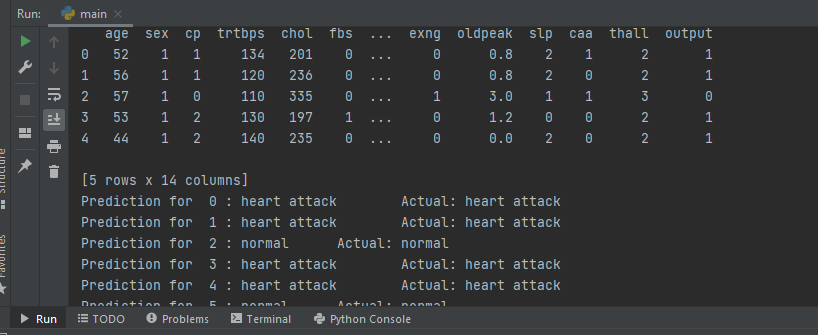 Run: main ×
age sex cp trtbps chol fbs ... exng oldpeak slp caa thall output
0 52 1 1 134 201 0 ... 0 0.8 2 1 2 1
1 56 1 1 120 236 0 ... 0 0.8 2 0 2 1
2 57 1 0 110 335 0 ... 1 3.0 1 1 3 0
3 53 1 2 130 197 1 ... 0 1.2 0 0 2 1
4 44 1 2 140 235 0 ... 0 0.0 2 0 2 1
[5 rows x 14 columns]
Prediction for 0 : heart attack Actual: heart attack
Prediction for 1 : heart attack Actual: heart attack
Prediction for 2 : normal Actual: normal
Prediction for 3 : heart attack Actual: heart attack
Prediction for 4 : heart attack Actual: heart attack
Prediction for 5 : normal Actual: normal
Structure
Favorites
Run TODO Problems Terminal Python Console